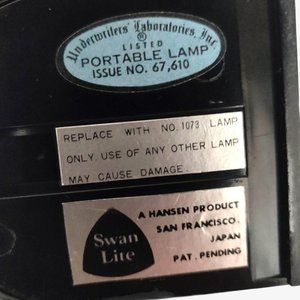 Underwriters' Laboratories, Inc.
®
LISTED
PORTABLE LAMP
ISSUE NO. 67,610
REPLACE WITH NO. 1073 LAMP
ONLY. USE OF ANY OTHER LAMP
MAY CAUSE DAMAGE.
Swan
Lite
A HANSEN PRODUCT
SAN FRANCISCO.
JAPAN
PAT. PENDING